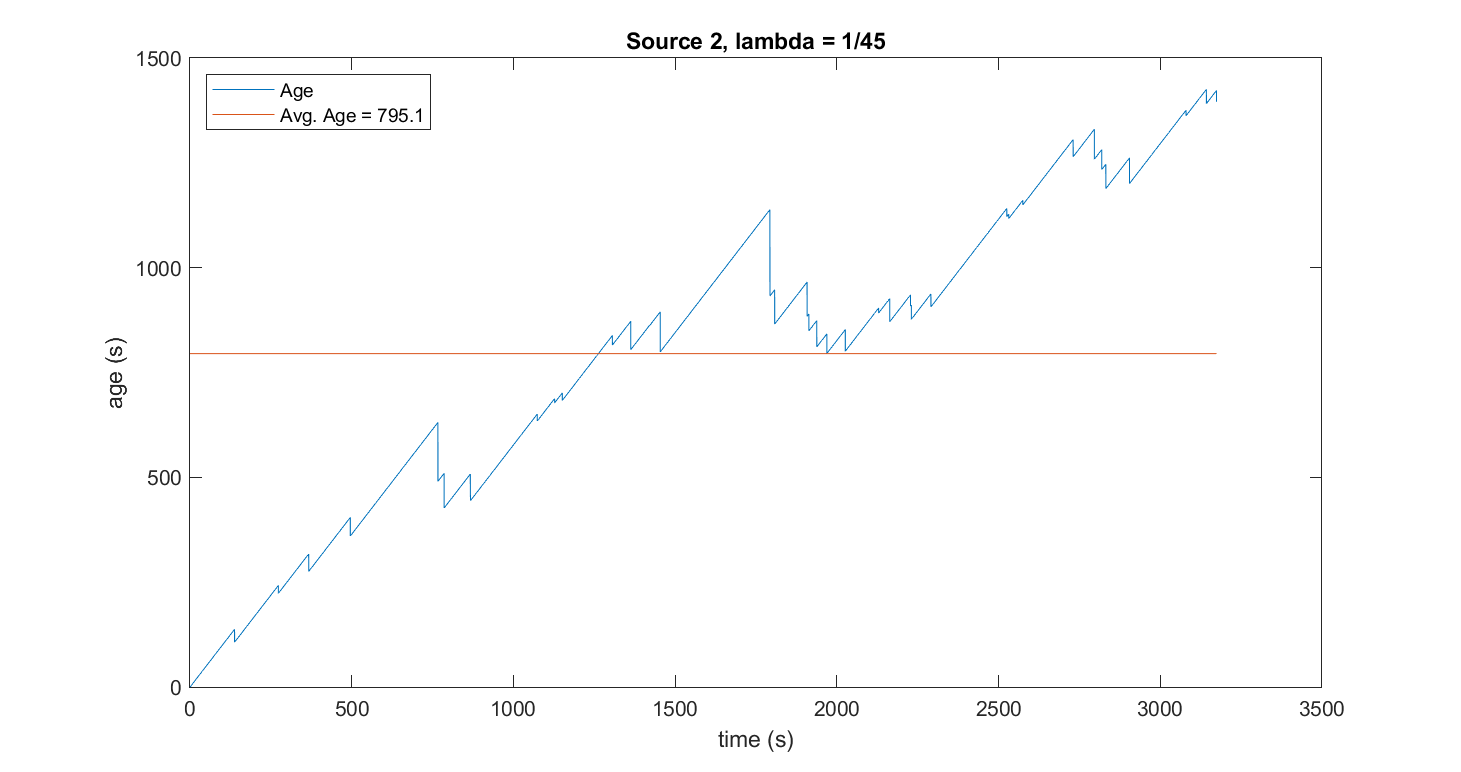 Source 2, lambda = 1/45
1500
Age
Avg. Age = 795.1
1000
age (s)
500
0
0 500 1000 1500 2000 2500 3000 3500
time (s)